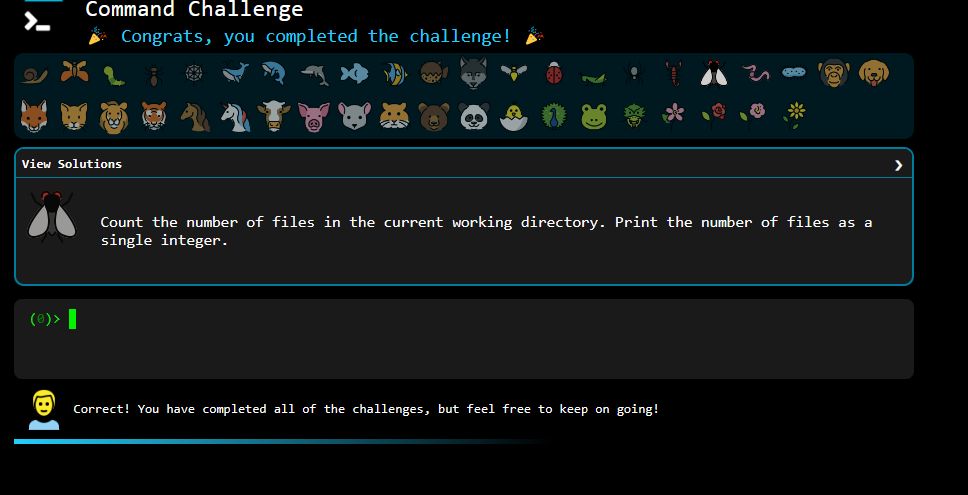 Command Challenge
🎉 Congrats, you completed the challenge! 🎉
View Solutions
Count the number of files in the current working directory. Print the number of files as a
single integer.
(0)>
Correct! You have completed all of the challenges, but feel free to keep on going!